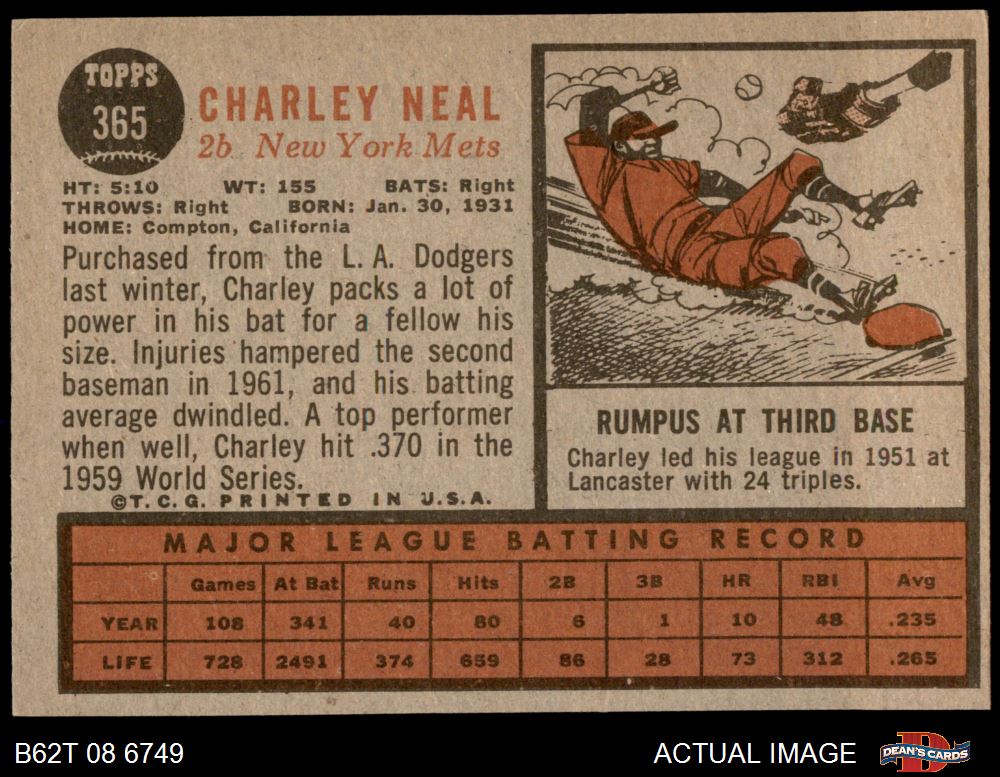 TOPPS
365
CHARLEY NEAL
2b New York Mets
HT: 5:10 WT: 155 BATS: Right
THROWS: Right BORN: Jan. 30, 1931
HOME: Compton, California
Purchased from the L. A. Dodgers
last winter, Charley packs a lot of
power in his bat for a fellow his
size. Injuries hampered the second
baseman in 1961, and his batting
average dwindled. A top performer
when well, Charley hit .370 in the
1959 World Series.
©T.C.G. PRINTED IN U.S.A.
RUMPUS AT THIRD BASE
Charley led his league in 1951 at
Lancaster with 24 triples.
MAJOR LEAGUE BATTING RECORD
Games At Bat Runs Hits 2B 3B HR RBI Avg
YEAR 108 341 40 80 6 1 10 48 .235
LIFE 728 2491 374 659 86 28 73 312 .265
B62T 08 6749 ACTUAL IMAGE DEAN'S CARDS